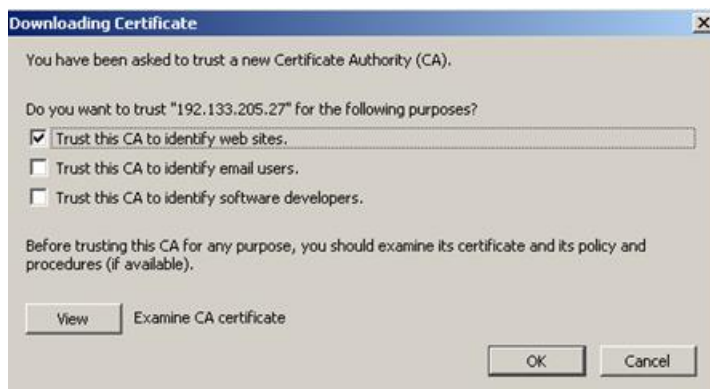 Downloading Certificate
You have been asked to trust a new Certificate Authority (CA).
Do you want to trust "192.133.205.27" for the following purposes?
Trust this CA to identify web sites.
Trust this CA to identify email users.
Trust this CA to identify software developers.
Before trusting this CA for any purpose, you should examine its certificate and its policy and
procedures (if available).
View Examine CA certificate
OK Cancel